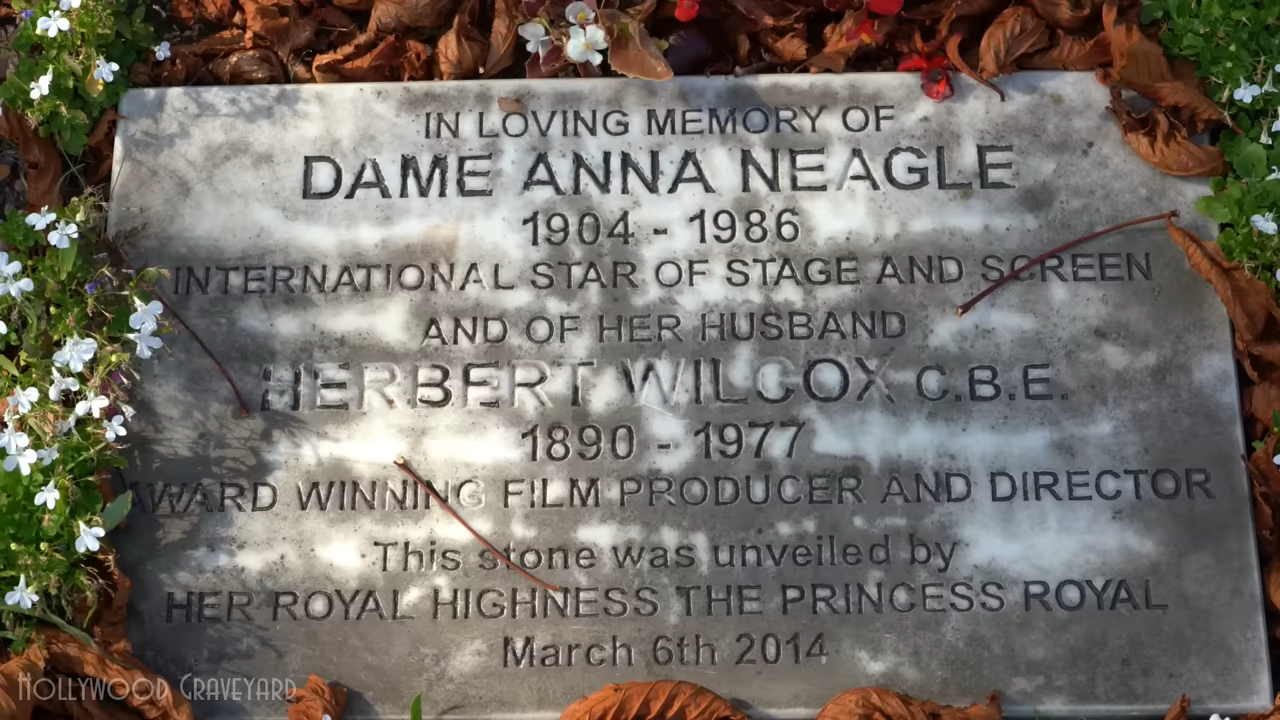 IN LOVING MEMORY OF
DAME ANNA NEAGLE
1904 - 1986
INTERNATIONAL STAR OF STAGE AND SCREEN
AND OF HER HUSBAND
HERBERT WILCOX C.B.E.
1890 - 1977
AWARD WINNING FILM PRODUCER AND DIRECTOR
This stone was unveiled by
HER ROYAL HIGHNESS THE PRINCESS ROYAL
March 6th 2014
HOLLYWOOD GRAVEYARD